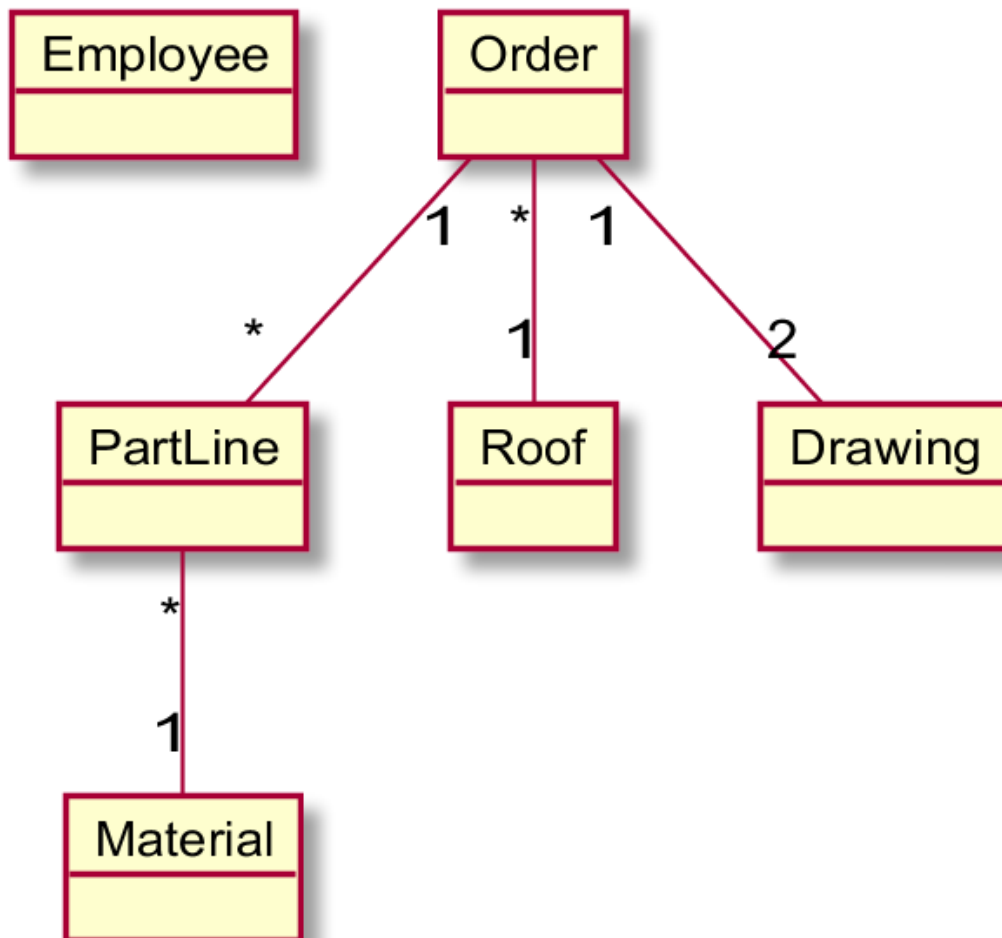 Employee
Order
1
*
1
*
1
2
PartLine
Roof
Drawing
*
1
Material